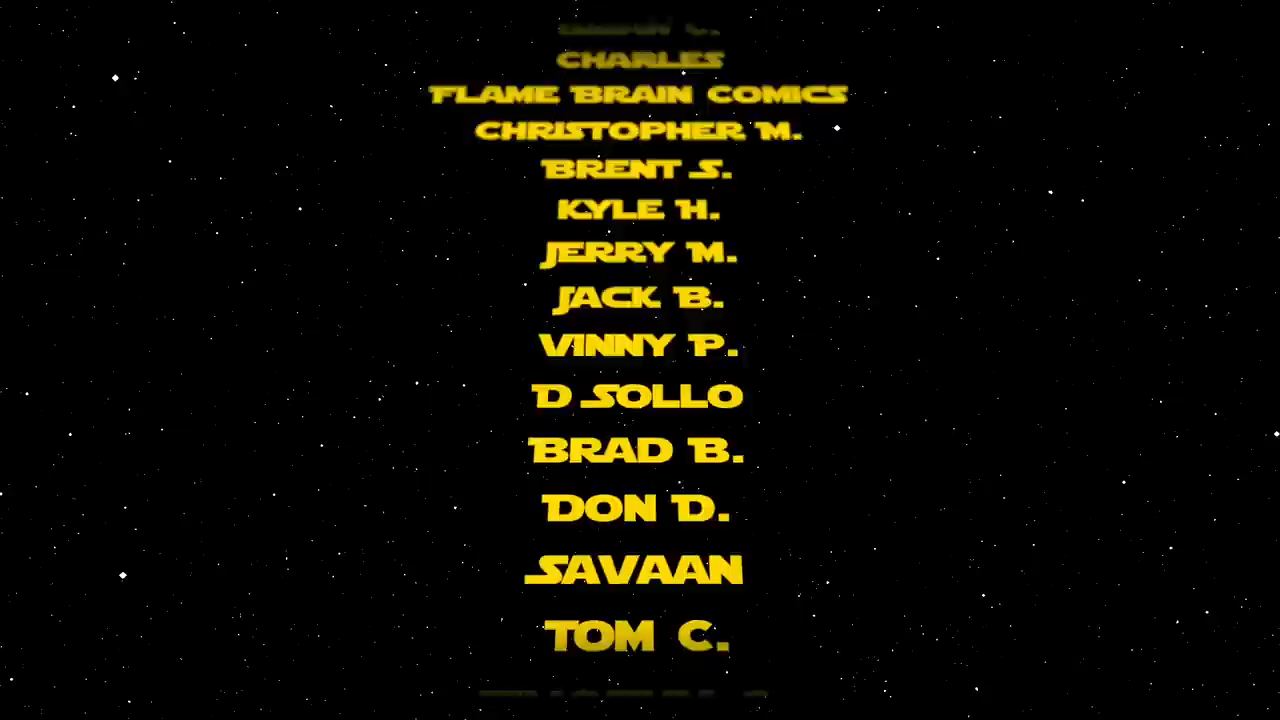 Charles
Flame Brain Comics
Christopher M.
Brent S.
Kyle H.
Jerry M.
Jack B.
Vinny P.
D Sollo
Brad B.
Don D.
Savaan
Tom C.